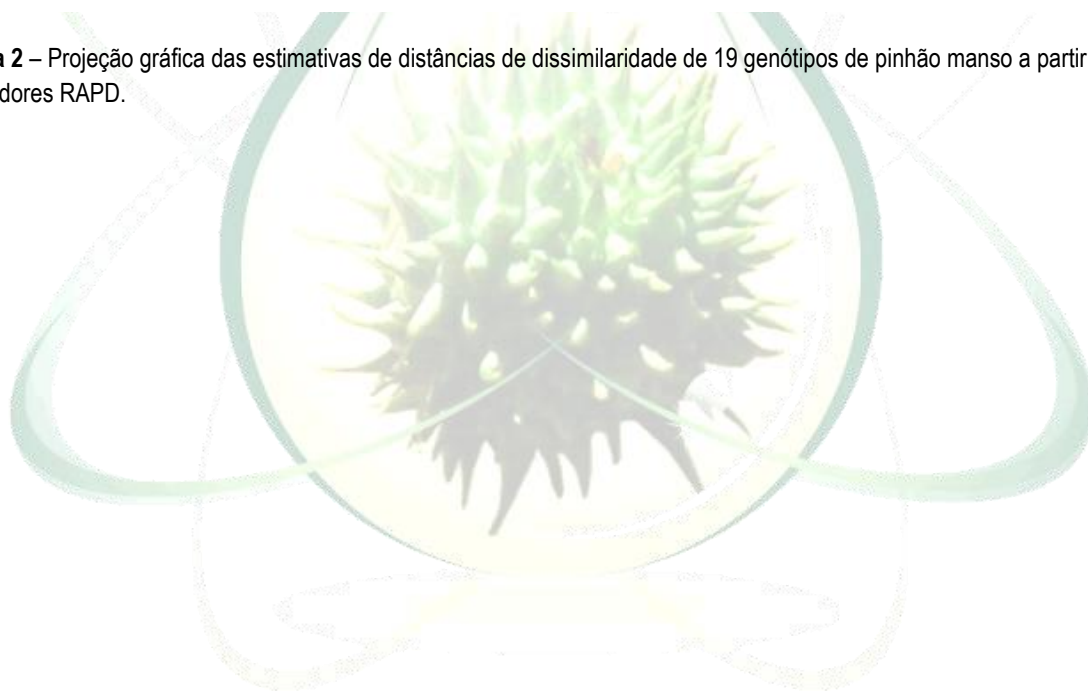 a 2 – Projeção gráfica das estimativas de distâncias de dissimilaridade de 19 genótipos de pinhão manso a partir
dores RAPD.